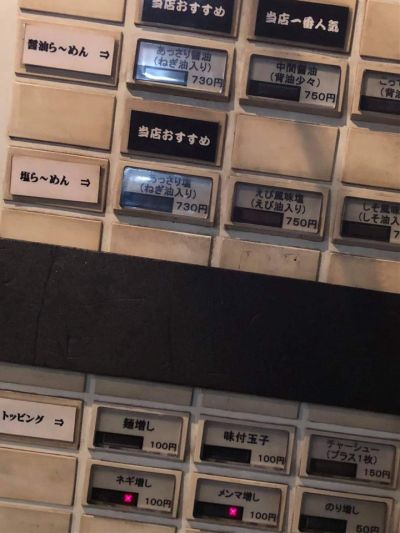 当店おすすめ
当店一番人気
醤油ら〜めん ⇒
あっさり醤油
(ねぎ油入り)
730円
中間醤油
(背油少々)
750円
こっ
(背油
当店おすすめ
塩ら〜めん ⇒
あっさり塩
(ねぎ油入り)
730円
えび風味塩
(えび油入り)
750円
しそ風味
(しそ油入
トッピング ⇒
麺増し
100円
味付玉子
100円
チャーシュー
(プラス1枚)
150円
ネギ増し
100円
メンマ増し
100円
のり増し
50円